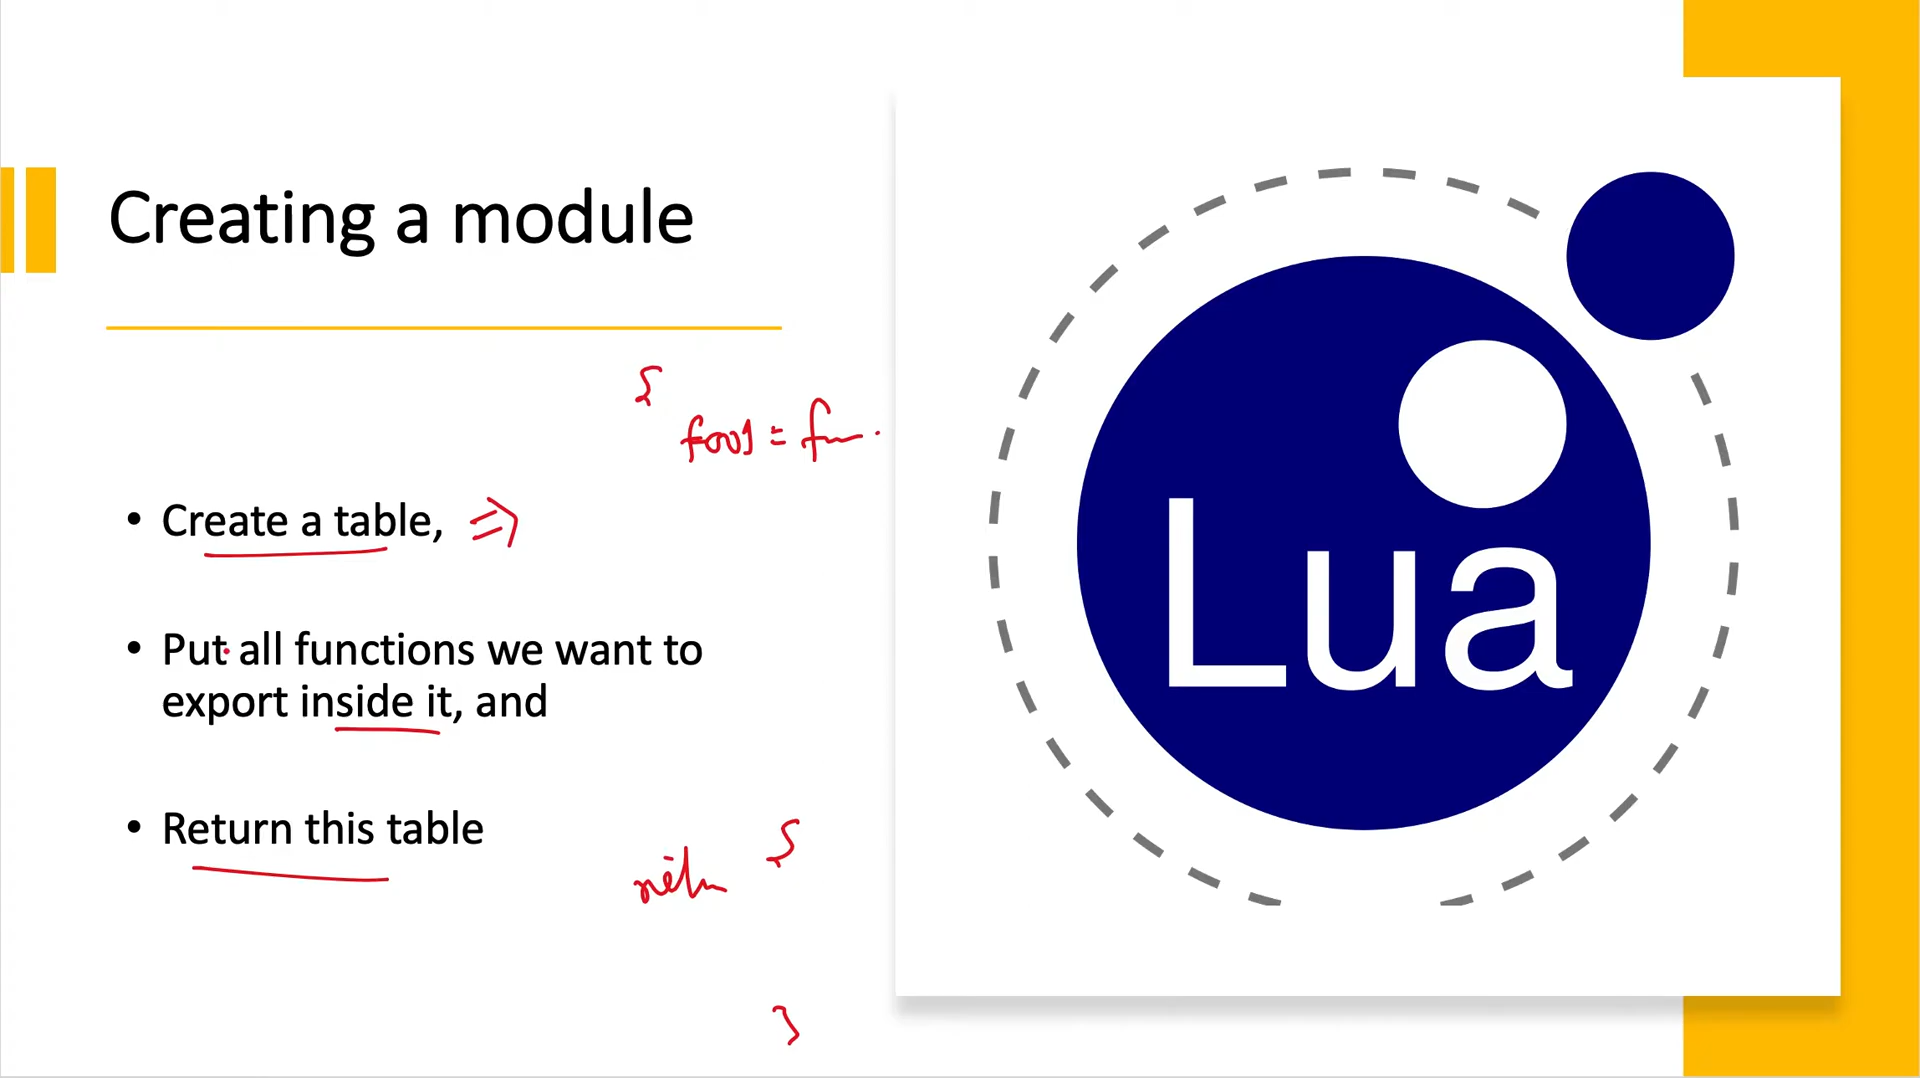 Creating a module
{
foo1 = fn.
• Create a table, =>
• Put all functions we want to
export inside it, and
• Return this table
return {
}
Lua